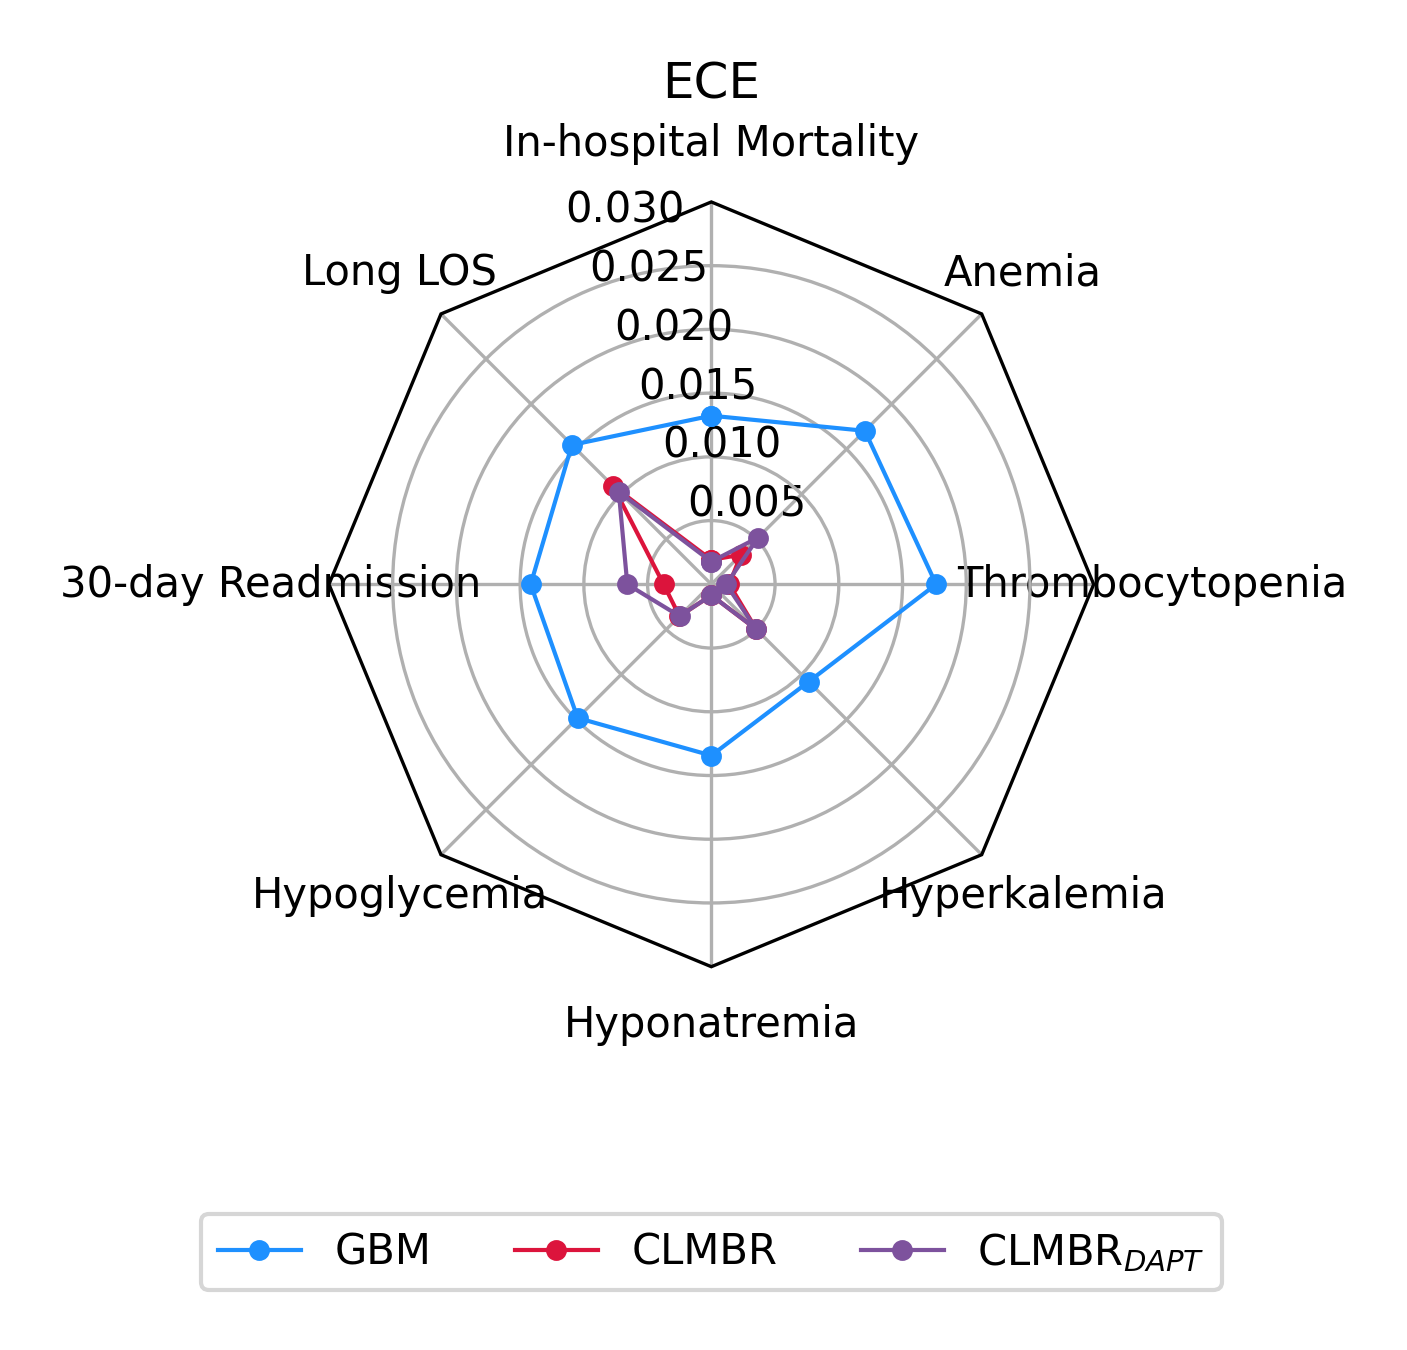 ECE
In-hospital Mortality
0.030
Long LOS
0.025
Anemia
0.020
0.015
0.010
0.005
30-day Readmission
Thrombocytopenia
Hypoglycemia
Hyperkalemia
Hyponatremia
GBM
CLMBR
CLMBR_DAPT